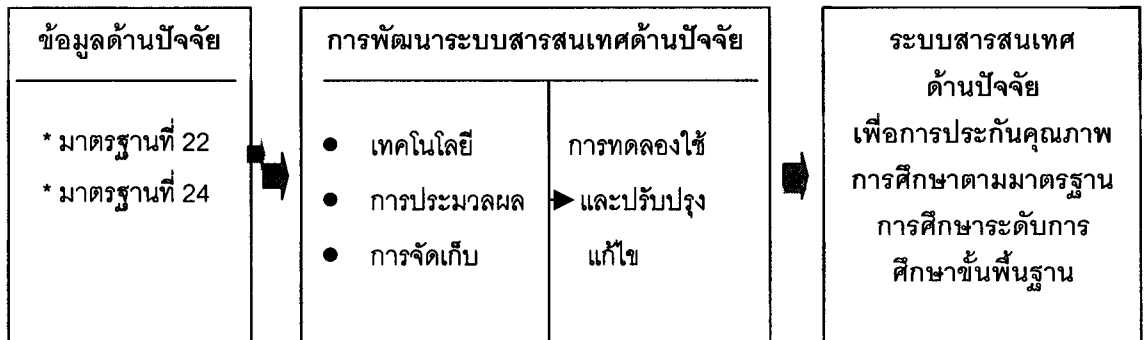 ข้อมูลด้านปัจจัย
* มาตรฐานที่ 22
* มาตรฐานที่ 24
การพัฒนาระบบสารสนเทศด้านปัจจัย
● เทคโนโลยี
● การประมวลผล
● การจัดเก็บ
การทดลองใช้
และปรับปรุง
แก้ไข
ระบบสารสนเทศ
ด้านปัจจัย
เพื่อการประกันคุณภาพ
การศึกษาตามมาตรฐาน
การศึกษาระดับการ
ศึกษาขั้นพื้นฐาน